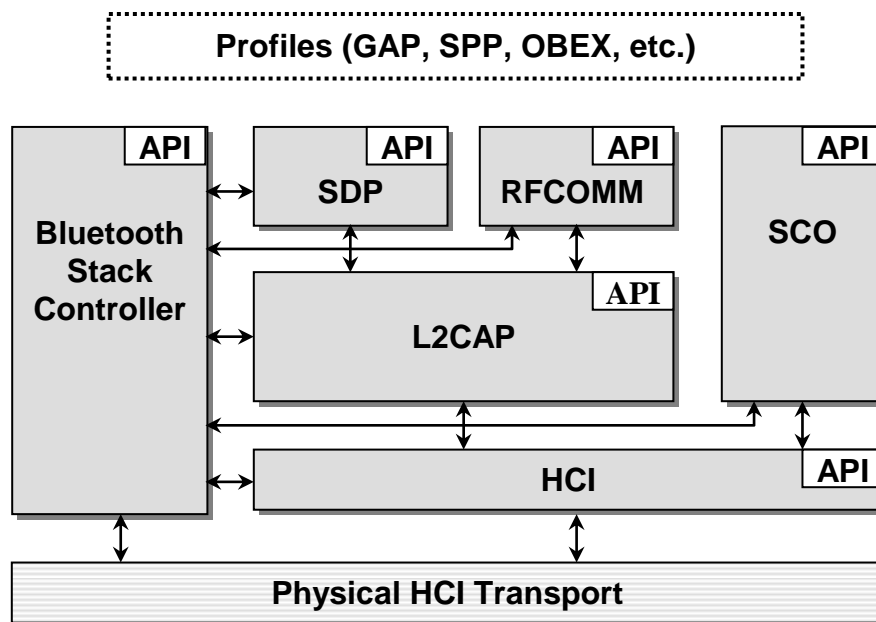 Profiles (GAP, SPP, OBEX, etc.)
API
API
API
API
SDP
RFCOMM
Bluetooth
Stack
Controller
SCO
API
L2CAP
API
HCI
Physical HCI Transport